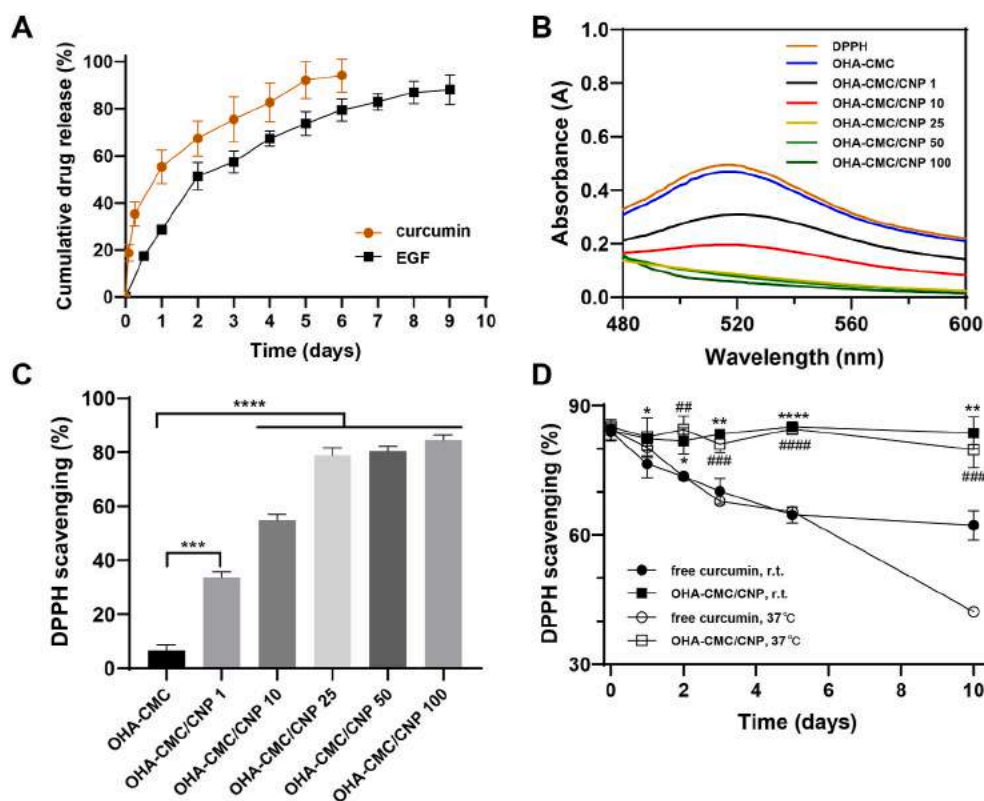 A
Cumulative drug release (%)
100
80
60
40
20
0
0 1 2 3 4 5 6 7 8 9 10
Time (days)
curcumin
EGF
B
Absorbance (A)
1.0
0.8
0.6
0.4
0.2
0.0
480 520 560 600
Wavelength (nm)
DPPH
OHA-CMC
OHA-CMC/CNP 1
OHA-CMC/CNP 10
OHA-CMC/CNP 25
OHA-CMC/CNP 50
OHA-CMC/CNP 100
C
DPPH scavenging (%)
100
80
60
40
20
0
****
***
OHA-CMC
OHA-CMC/CNP 1
OHA-CMC/CNP 10
OHA-CMC/CNP 25
OHA-CMC/CNP 50
OHA-CMC/CNP 100
D
DPPH scavenging (%)
90
60
30
* ## ** **** **
* ### #### ###
free curcumin, r.t.
OHA-CMC/CNP, r.t.
free curcumin, 37°C
OHA-CMC/CNP, 37°C
0 2 4 6 8 10
Time (days)